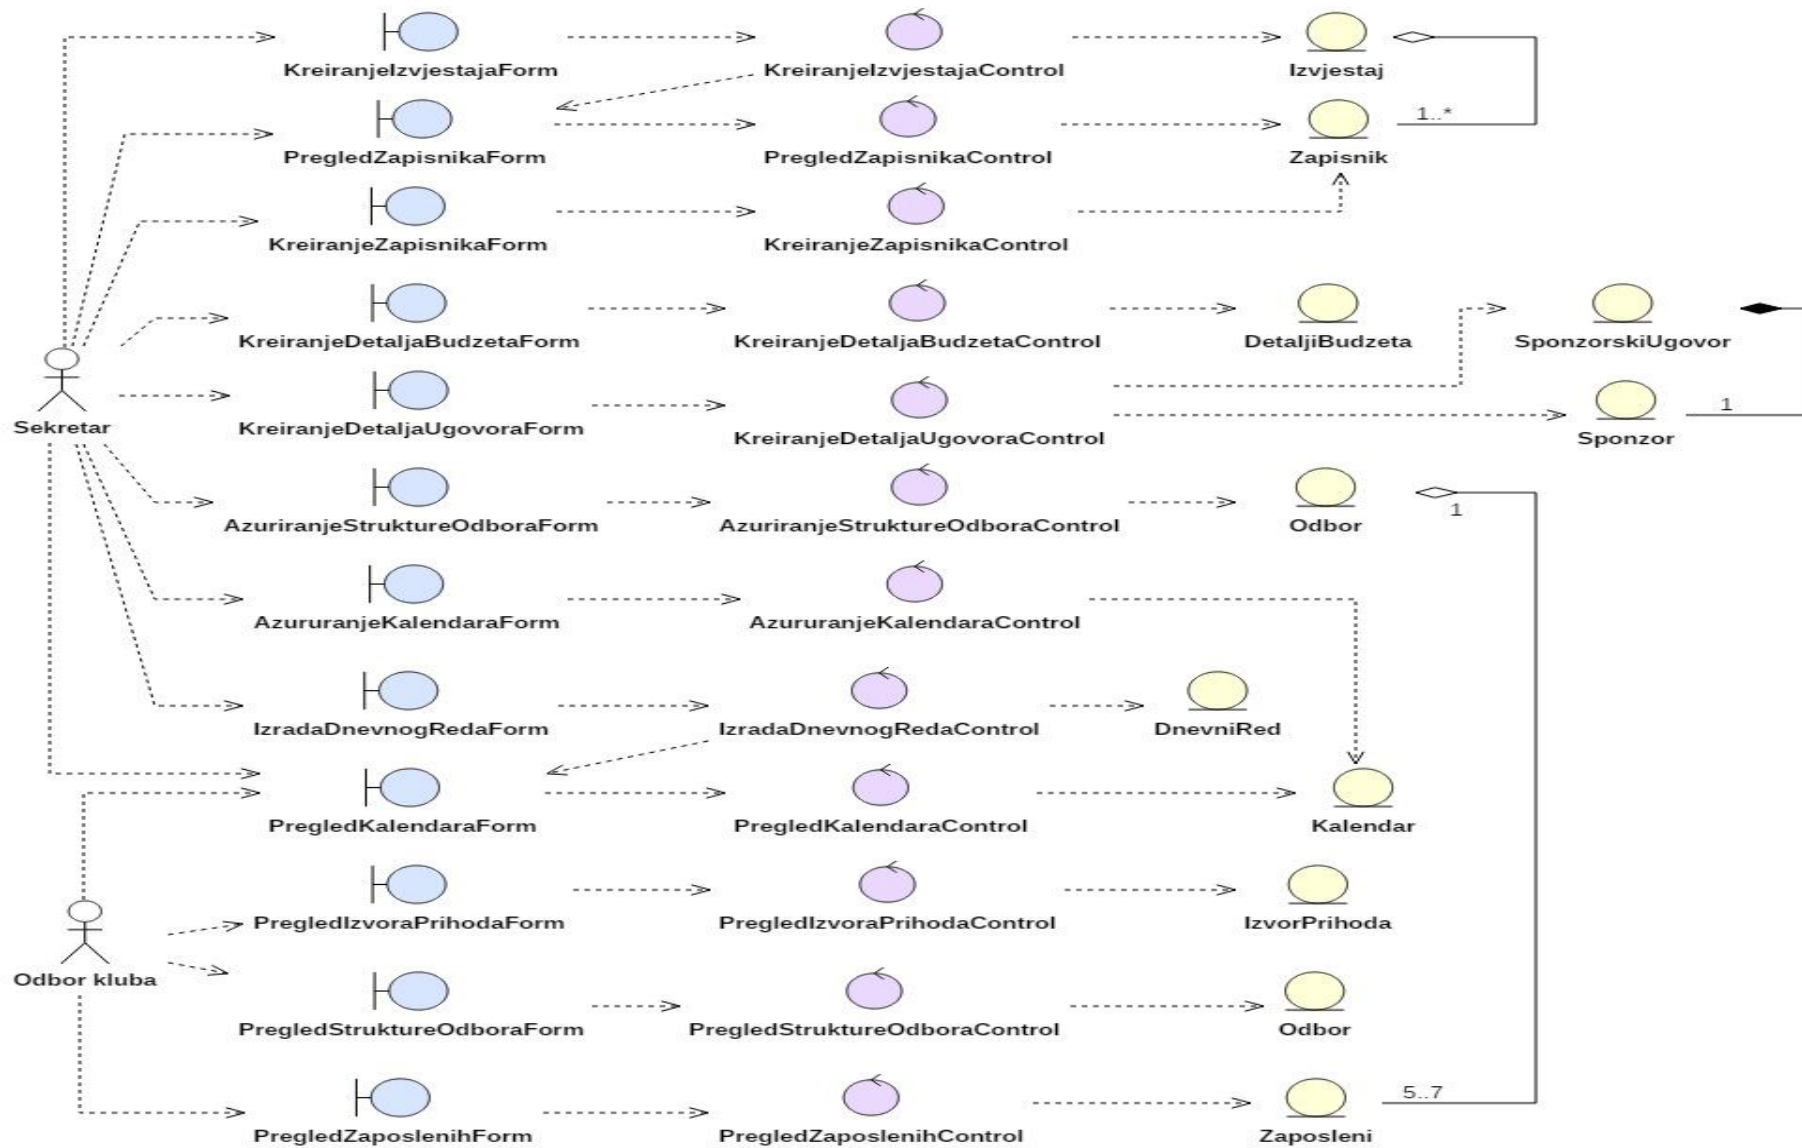 KreiranjeIzvjestajaForm
KreiranjeIzvjestajaControl
Izvjestaj
PregledZapisnikaForm
PregledZapisnikaControl
Zapisnik
1..*
KreiranjeZapisnikaForm
KreiranjeZapisnikaControl
KreiranjeDetaljaBudzetaForm
KreiranjeDetaljaBudzetaControl
DetaljiBudzeta
SponzorskiUgovor
Sekretar
KreiranjeDetaljaUgovoraForm
KreiranjeDetaljaUgovoraControl
Sponzor
1
AzuriranjeStruktureOdboraForm
AzuriranjeStruktureOdboraControl
Odbor
1
AzururanjeKalendaraForm
AzururanjeKalendaraControl
IzradaDnevnogRedaForm
IzradaDnevnogRedaControl
DnevniRed
PregledKalendaraForm
PregledKalendaraControl
Kalendar
PregledIzvoraPrihodaForm
PregledIzvoraPrihodaControl
IzvorPrihoda
Odbor kluba
PregledStruktureOdboraForm
PregledStruktureOdboraControl
Odbor
PregledZaposlenihForm
PregledZaposlenihControl
Zaposleni
5..7